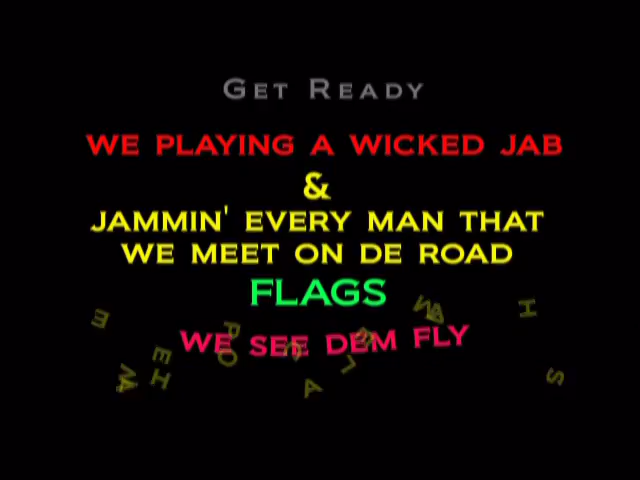 GET READY
WE PLAYING A WICKED JAB
&
JAMMIN' EVERY MAN THAT
WE MEET ON DE ROAD
FLAGS
WE SEE DEM FLY